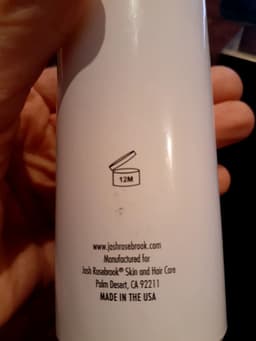 12M
www.joshrosebrook.com
Manufactured for
Josh Rosebrook® Skin and Hair Care
Palm Desert, CA 92211
MADE IN THE USA